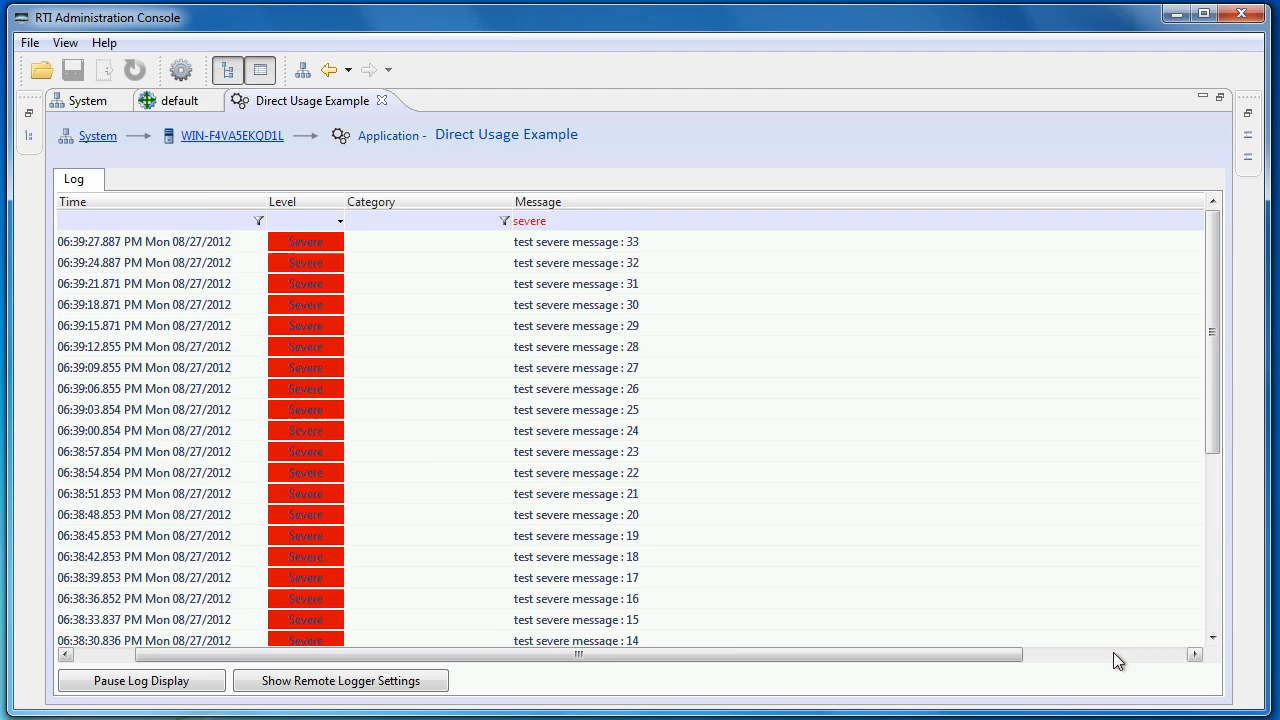 RTI Administration Console
File View Help
System default Direct Usage Example
System WIN-F4VA5EKQD1L Application - Direct Usage Example
Log
Time Level Category Message
severe
06:39:27.887 PM Mon 08/27/2012 Severe test severe message : 33
06:39:24.887 PM Mon 08/27/2012 Severe test severe message : 32
06:39:21.871 PM Mon 08/27/2012 Severe test severe message : 31
06:39:18.871 PM Mon 08/27/2012 Severe test severe message : 30
06:39:15.871 PM Mon 08/27/2012 Severe test severe message : 29
06:39:12.855 PM Mon 08/27/2012 Severe test severe message : 28
06:39:09.855 PM Mon 08/27/2012 Severe test severe message : 27
06:39:06.855 PM Mon 08/27/2012 Severe test severe message : 26
06:39:03.854 PM Mon 08/27/2012 Severe test severe message : 25
06:39:00.854 PM Mon 08/27/2012 Severe test severe message : 24
06:38:57.854 PM Mon 08/27/2012 Severe test severe message : 23
06:38:54.854 PM Mon 08/27/2012 Severe test severe message : 22
06:38:51.853 PM Mon 08/27/2012 Severe test severe message : 21
06:38:48.853 PM Mon 08/27/2012 Severe test severe message : 20
06:38:45.853 PM Mon 08/27/2012 Severe test severe message : 19
06:38:42.853 PM Mon 08/27/2012 Severe test severe message : 18
06:38:39.853 PM Mon 08/27/2012 Severe test severe message : 17
06:38:36.852 PM Mon 08/27/2012 Severe test severe message : 16
06:38:33.837 PM Mon 08/27/2012 Severe test severe message : 15
06:38:30.836 PM Mon 08/27/2012 Severe test severe message : 14
Pause Log Display Show Remote Logger Settings